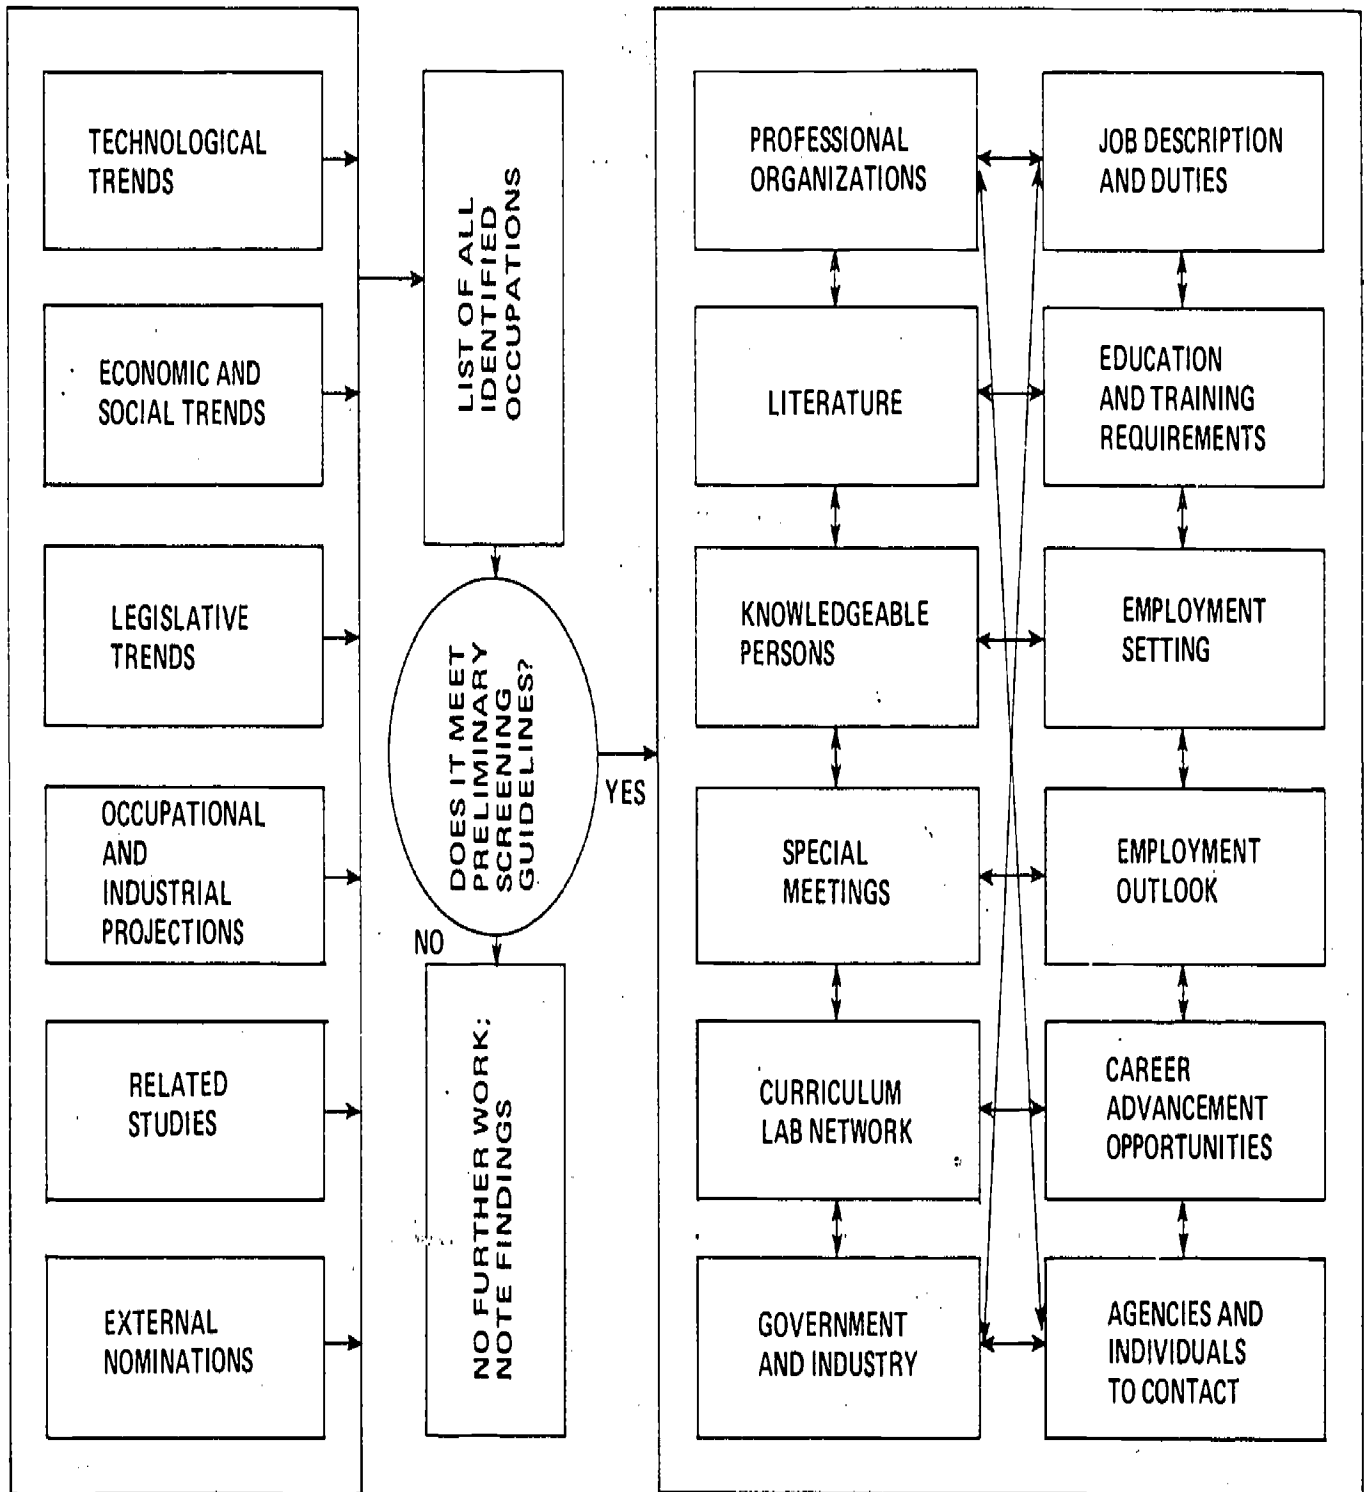 TECHNOLOGICAL
TRENDS
ECONOMIC AND
SOCIAL TRENDS
LEGISLATIVE
TRENDS
OCCUPATIONAL
AND
INDUSTRIAL
PROJECTIONS
RELATED
STUDIES
EXTERNAL
NOMINATIONS
LIST OF ALL
IDENTIFIED
OCCUPATIONS
DOES IT MEET
PRELIMINARY
SCREENING
GUIDELINES?
YES
NO
NO FURTHER WORK;
NOTE FINDINGS
PROFESSIONAL
ORGANIZATIONS
LITERATURE
KNOWLEDGEABLE
PERSONS
SPECIAL
MEETINGS
CURRICULUM
LAB NETWORK
GOVERNMENT
AND INDUSTRY
JOB DESCRIPTION
AND DUTIES
EDUCATION
AND TRAINING
REQUIREMENTS
EMPLOYMENT
SETTING
EMPLOYMENT
OUTLOOK
CAREER
ADVANCEMENT
OPPORTUNITIES
AGENCIES AND
INDIVIDUALS
TO CONTACT